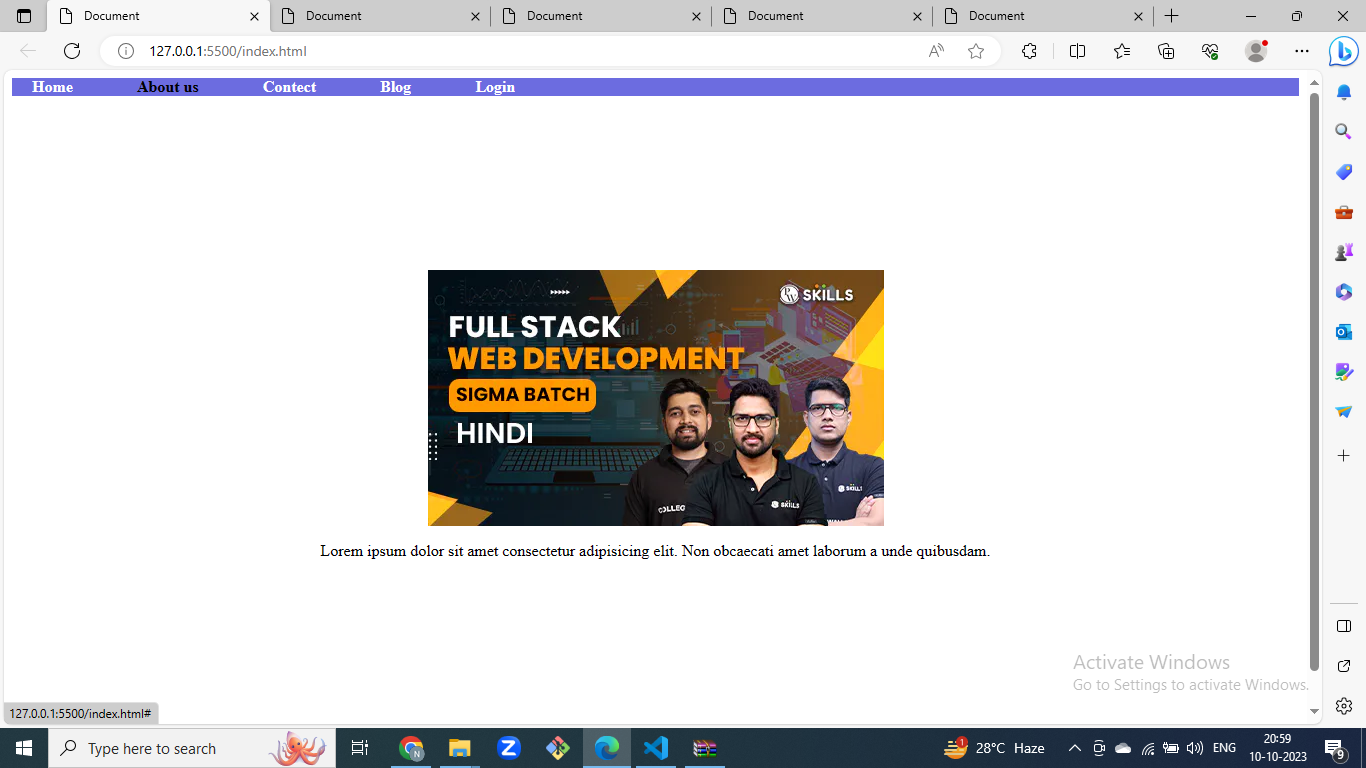 Document Document Document Document Document
127.0.0.1:5500/index.html
Home About us Contect Blog Login
PW SKILLS
FULL STACK
WEB DEVELOPMENT
SIGMA BATCH
HINDI
SKILLS
SKILLS
COLLEG
Lorem ipsum dolor sit amet consectetur adipisicing elit. Non obcaecati amet laborum a unde quibusdam.
Activate Windows
Go to Settings to activate Windows.
127.0.0.1:5500/index.html#
Type here to search
N
1
28°C Haze
ENG
20:59
10-10-2023
9